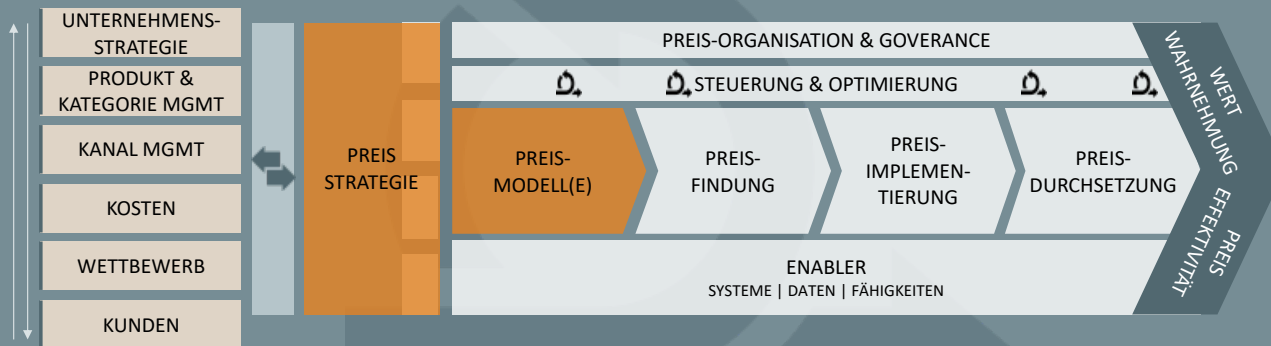 UNTERNEHMENS-
STRATEGIE
PRODUKT &
KATEGORIE MGMT
KANAL MGMT
KOSTEN
WETTBEWERB
KUNDEN
PREIS
STRATEGIE
PREIS-ORGANISATION & GOVERANCE
STEUERUNG & OPTIMIERUNG
PREIS-
MODELL(E)
PREIS-
FINDUNG
PREIS-
IMPLEMEN-
TIERUNG
PREIS-
DURCHSETZUNG
ENABLER
SYSTEME | DATEN | FÄHIGKEITEN
WERT
WAHRNEHMUNG
PREIS
EFFEKTIVITÄT